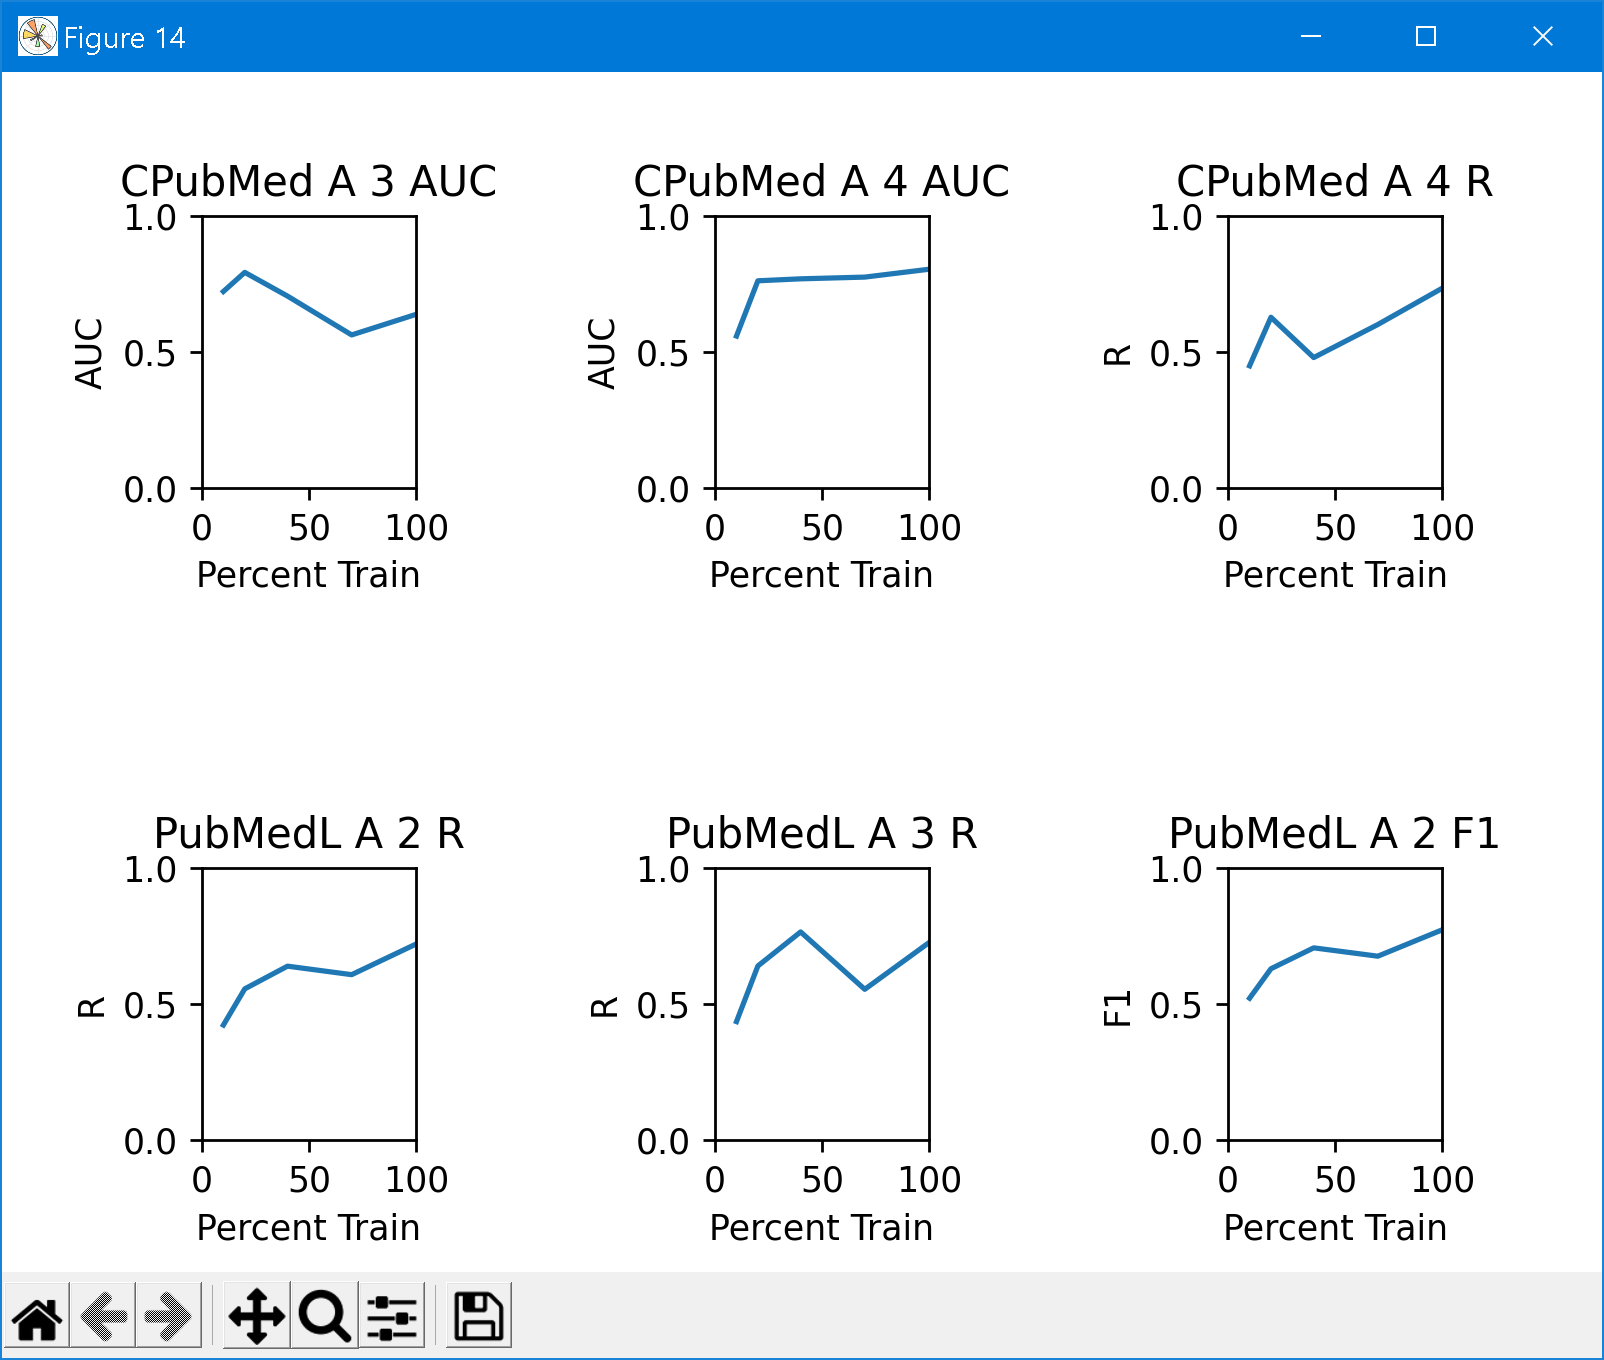 Figure 14
CPubMed A 3 AUC
1.0
0.5
0.0
AUC
0 50 100
Percent Train
CPubMed A 4 AUC
1.0
0.5
0.0
AUC
0 50 100
Percent Train
CPubMed A 4 R
1.0
0.5
0.0
R
0 50 100
Percent Train
PubMedL A 2 R
1.0
0.5
0.0
R
0 50 100
Percent Train
PubMedL A 3 R
1.0
0.5
0.0
R
0 50 100
Percent Train
PubMedL A 2 F1
1.0
0.5
0.0
F1
0 50 100
Percent Train